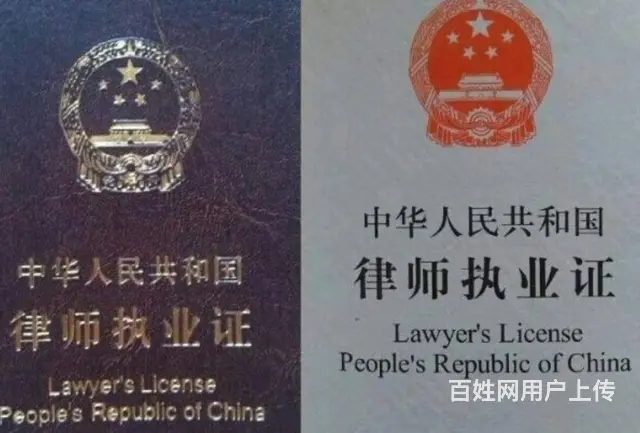 中华人民共和国
律师执业证
Lawyer's License
People's Republic of China
中华人民共和国
律师执业证
Lawyer's License
People's Republic of China
百姓网用户上传